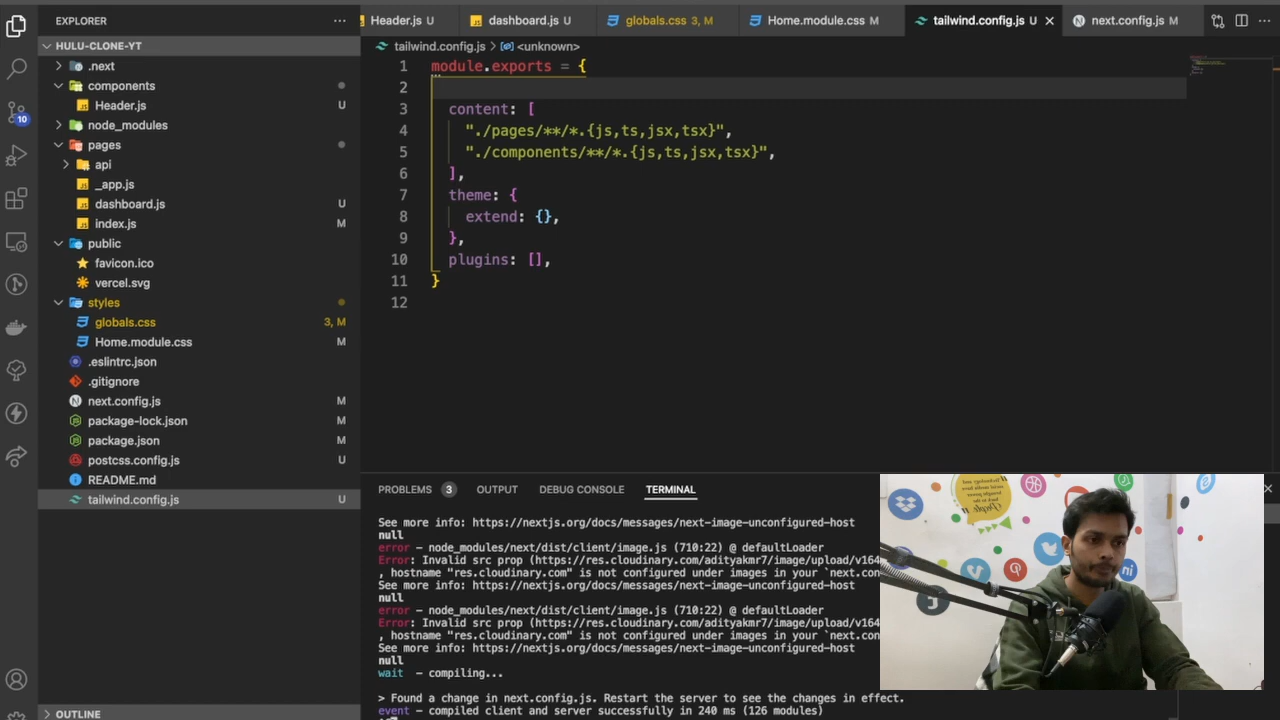 EXPLORER
HULU-CLONE-YT
.next
components
Header.js U
node_modules
pages
api
_app.js
dashboard.js U
index.js M
public
favicon.ico
vercel.svg
styles
globals.css 3, M
Home.module.css M
.eslintrc.json
.gitignore
next.config.js M
package-lock.json M
package.json M
postcss.config.js U
README.md
tailwind.config.js U
OUTLINE
10
Header.js U dashboard.js U globals.css 3, M Home.module.css M tailwind.config.js U next.config.js M
tailwind.config.js > <unknown>
1 module.exports = {
2
3 content: [
4 "./pages/**/*.{js,ts,jsx,tsx}",
5 "./components/**/*.{js,ts,jsx,tsx}",
6 ],
7 theme: {
8 extend: {},
9 },
10 plugins: [],
11 }
12
PROBLEMS 3 OUTPUT DEBUG CONSOLE TERMINAL
See more info: https://nextjs.org/docs/messages/next-image-unconfigured-host
null
error - node_modules/next/dist/client/image.js (710:22) @ defaultLoader
Error: Invalid src prop (https://res.cloudinary.com/adityakmr7/image/upload/v164
, hostname "res.cloudinary.com" is not configured under images in your `next.con
See more info: https://nextjs.org/docs/messages/next-image-unconfigured-host
null
error - node_modules/next/dist/client/image.js (710:22) @ defaultLoader
Error: Invalid src prop (https://res.cloudinary.com/adityakmr7/image/upload/v164
, hostname "res.cloudinary.com" is not configured under images in your `next.con
See more info: https://nextjs.org/docs/messages/next-image-unconfigured-host
null
wait - compiling...
> Found a change in next.config.js. Restart the server to see the changes in effect.
event - compiled client and server successfully in 240 ms (126 modules)